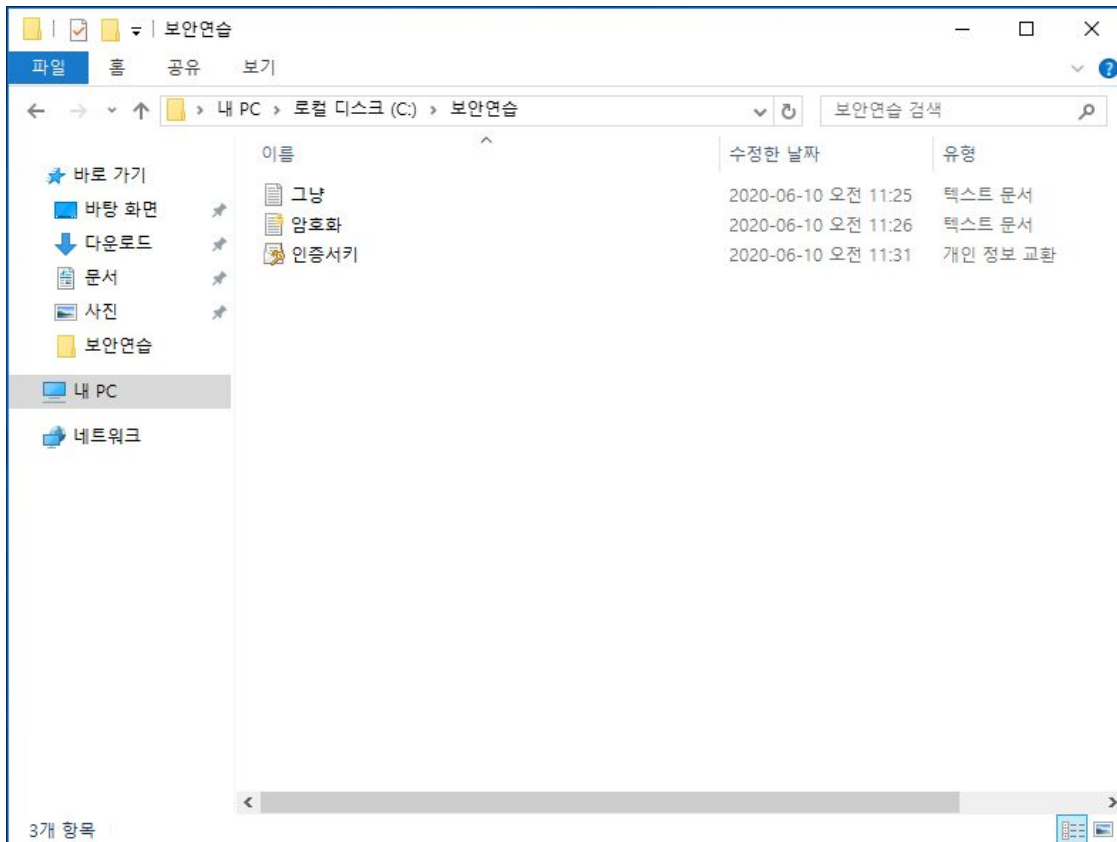 보안연습
파일 홈 공유 보기
내 PC 로컬 디스크 (C:) 보안연습
보안연습 검색
이름 수정한 날짜 유형
바로 가기
바탕 화면
다운로드
문서
사진
보안연습
내 PC
네트워크
그냥 2020-06-10 오전 11:25 텍스트 문서
암호화 2020-06-10 오전 11:26 텍스트 문서
인증서키 2020-06-10 오전 11:31 개인 정보 교환
3개 항목